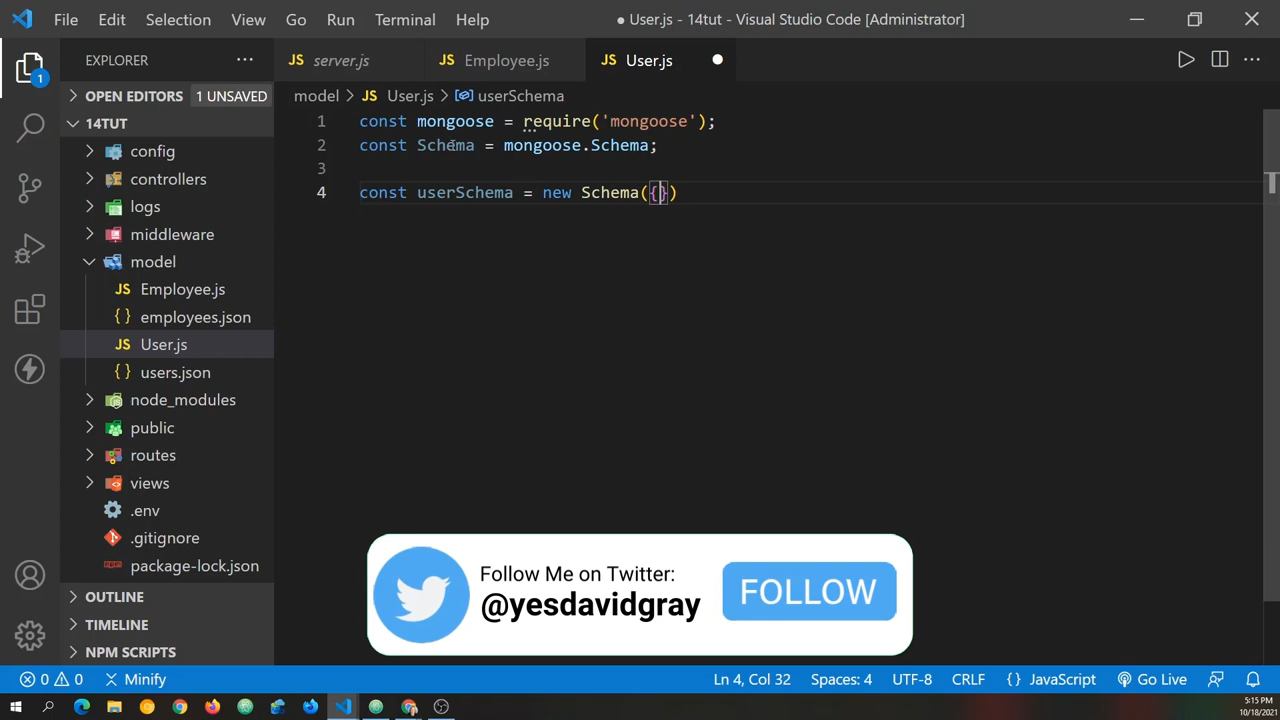 File Edit Selection View Go Run Terminal Help
● User.js - 14tut - Visual Studio Code [Administrator]
EXPLORER
JS server.js
JS Employee.js
JS User.js
OPEN EDITORS 1 UNSAVED
model > JS User.js > userSchema
14TUT
config
controllers
logs
middleware
model
JS Employee.js
{} employees.json
JS User.js
{} users.json
node_modules
public
routes
views
.env
.gitignore
package-lock.json
OUTLINE
TIMELINE
NPM SCRIPTS
1 const mongoose = require('mongoose');
2 const Schema = mongoose.Schema;
3
4 const userSchema = new Schema({})
1
Follow Me on Twitter:
@yesdavidgray
FOLLOW
0 0 Minify
Ln 4, Col 32 Spaces: 4 UTF-8 CRLF {} JavaScript Go Live
5:15 PM
10/18/2021